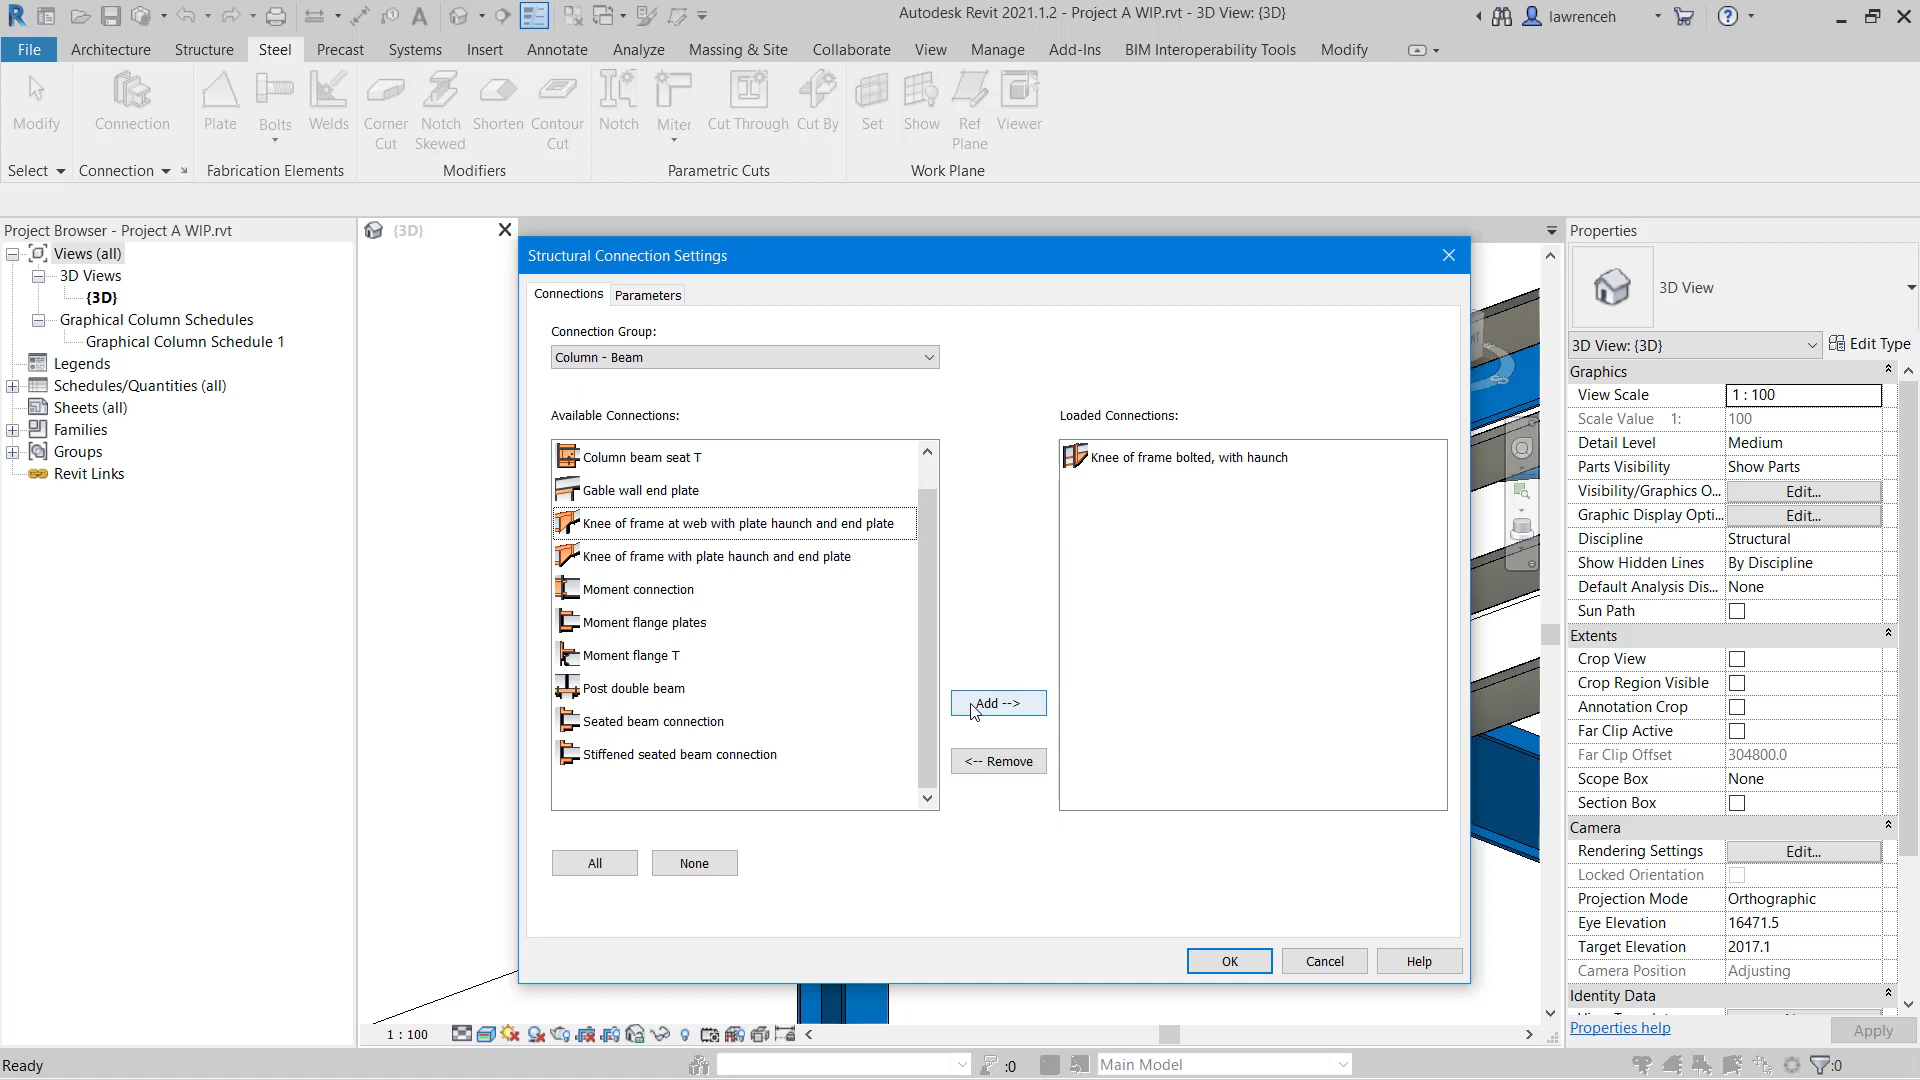 Autodesk Revit 2021.1.2 - Project A WIP.rvt - 3D View: {3D}
lawrenceh
File Architecture Structure Steel Precast Systems Insert Annotate Analyze Massing & Site Collaborate View Manage Add-Ins BIM Interoperability Tools Modify
Modify Connection Plate Bolts Welds Corner Cut Notch Skewed Shorten Contour Cut Notch Miter Cut Through Cut By Set Show Ref Plane Viewer
Select Connection Fabrication Elements Modifiers Parametric Cuts Work Plane
Project Browser - Project A WIP.rvt
Views (all)
3D Views
{3D}
Graphical Column Schedules
Graphical Column Schedule 1
Legends
Schedules/Quantities (all)
Sheets (all)
Families
Groups
Revit Links
{3D}
Structural Connection Settings
Connections Parameters
Connection Group:
Column - Beam
Available Connections:
Column beam seat T
Gable wall end plate
Knee of frame at web with plate haunch and end plate
Knee of frame with plate haunch and end plate
Moment connection
Moment flange plates
Moment flange T
Post double beam
Seated beam connection
Stiffened seated beam connection
Add -->
<-- Remove
Loaded Connections:
Knee of frame bolted, with haunch
All None
OK Cancel Help
Properties
3D View
3D View: {3D} Edit Type
Graphics
View Scale 1 : 100
Scale Value 1: 100
Detail Level Medium
Parts Visibility Show Parts
Visibility/Graphics O... Edit...
Graphic Display Opti... Edit...
Discipline Structural
Show Hidden Lines By Discipline
Default Analysis Dis... None
Sun Path
Extents
Crop View
Crop Region Visible
Annotation Crop
Far Clip Active
Far Clip Offset 304800.0
Scope Box None
Section Box
Camera
Rendering Settings Edit...
Locked Orientation
Projection Mode Orthographic
Eye Elevation 16471.5
Target Elevation 2017.1
Camera Position Adjusting
Identity Data
Properties help Apply
1 : 100
Ready
:0
Main Model
:0